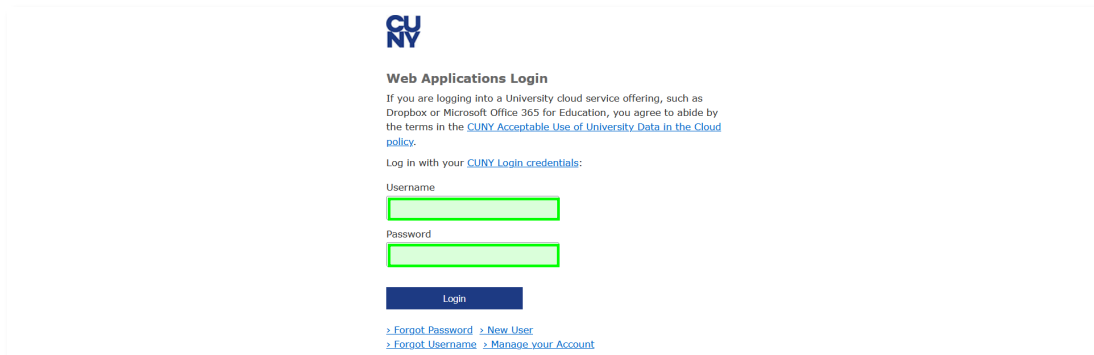 CU
NY
Web Applications Login
If you are logging into a University cloud service offering, such as
Dropbox or Microsoft Office 365 for Education, you agree to abide by
the terms in the CUNY Acceptable Use of University Data in the Cloud
policy.
Log in with your CUNY Login credentials:
Username
Password
Login
› Forgot Password › New User
› Forgot Username › Manage your Account